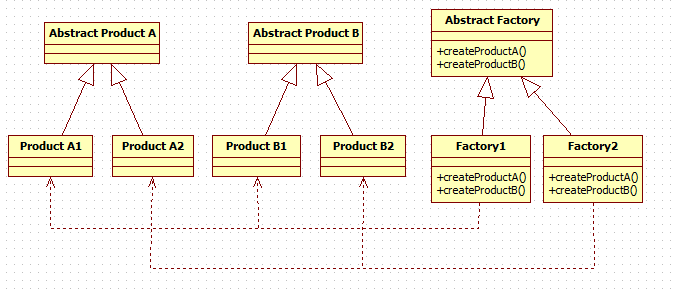 Abstract Product A
Abstract Product B
Abstract Factory
+createProductA()
+createProductB()
Product A1
Product A2
Product B1
Product B2
Factory1
+createProductA()
+createProductB()
Factory2
+createProductA()
+createProductB()